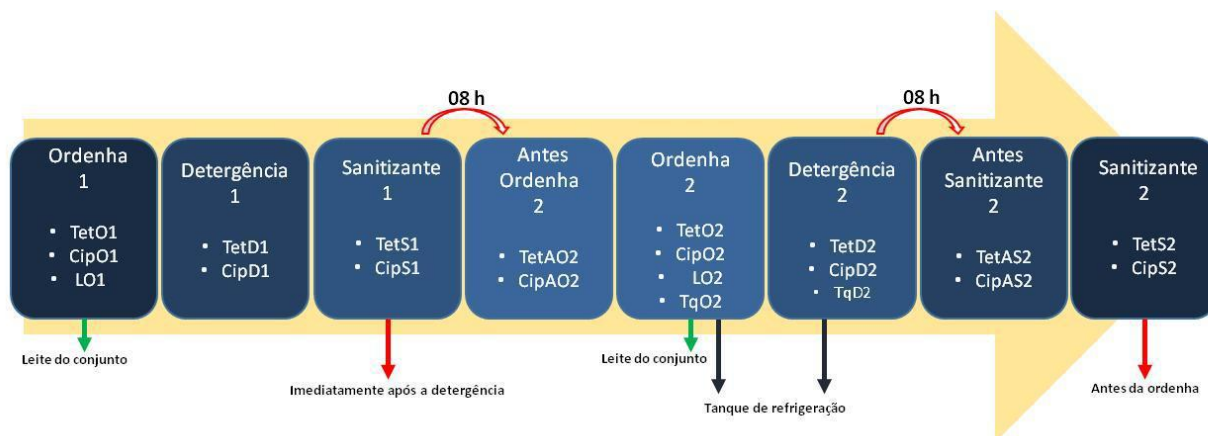 08 h
08 h
Ordenha
1
▪ TetO1
▪ CipO1
▪ LO1
Detergência
1
▪ TetD1
▪ CipD1
Sanitizante
1
▪ TetS1
▪ CipS1
Antes
Ordenha
2
▪ TetAO2
▪ CipAO2
Ordenha
2
▪ TetO2
▪ CipO2
▪ LO2
▪ TqO2
Detergência
2
▪ TetD2
▪ CipD2
▪ TqD2
Antes
Sanitizante
2
▪ TetAS2
▪ CipAS2
Sanitizante
2
▪ TetS2
▪ CipS2
Leite do conjunto
Imediatamente após a detergência
Leite do conjunto
Tanque de refrigeração
Antes da ordenha